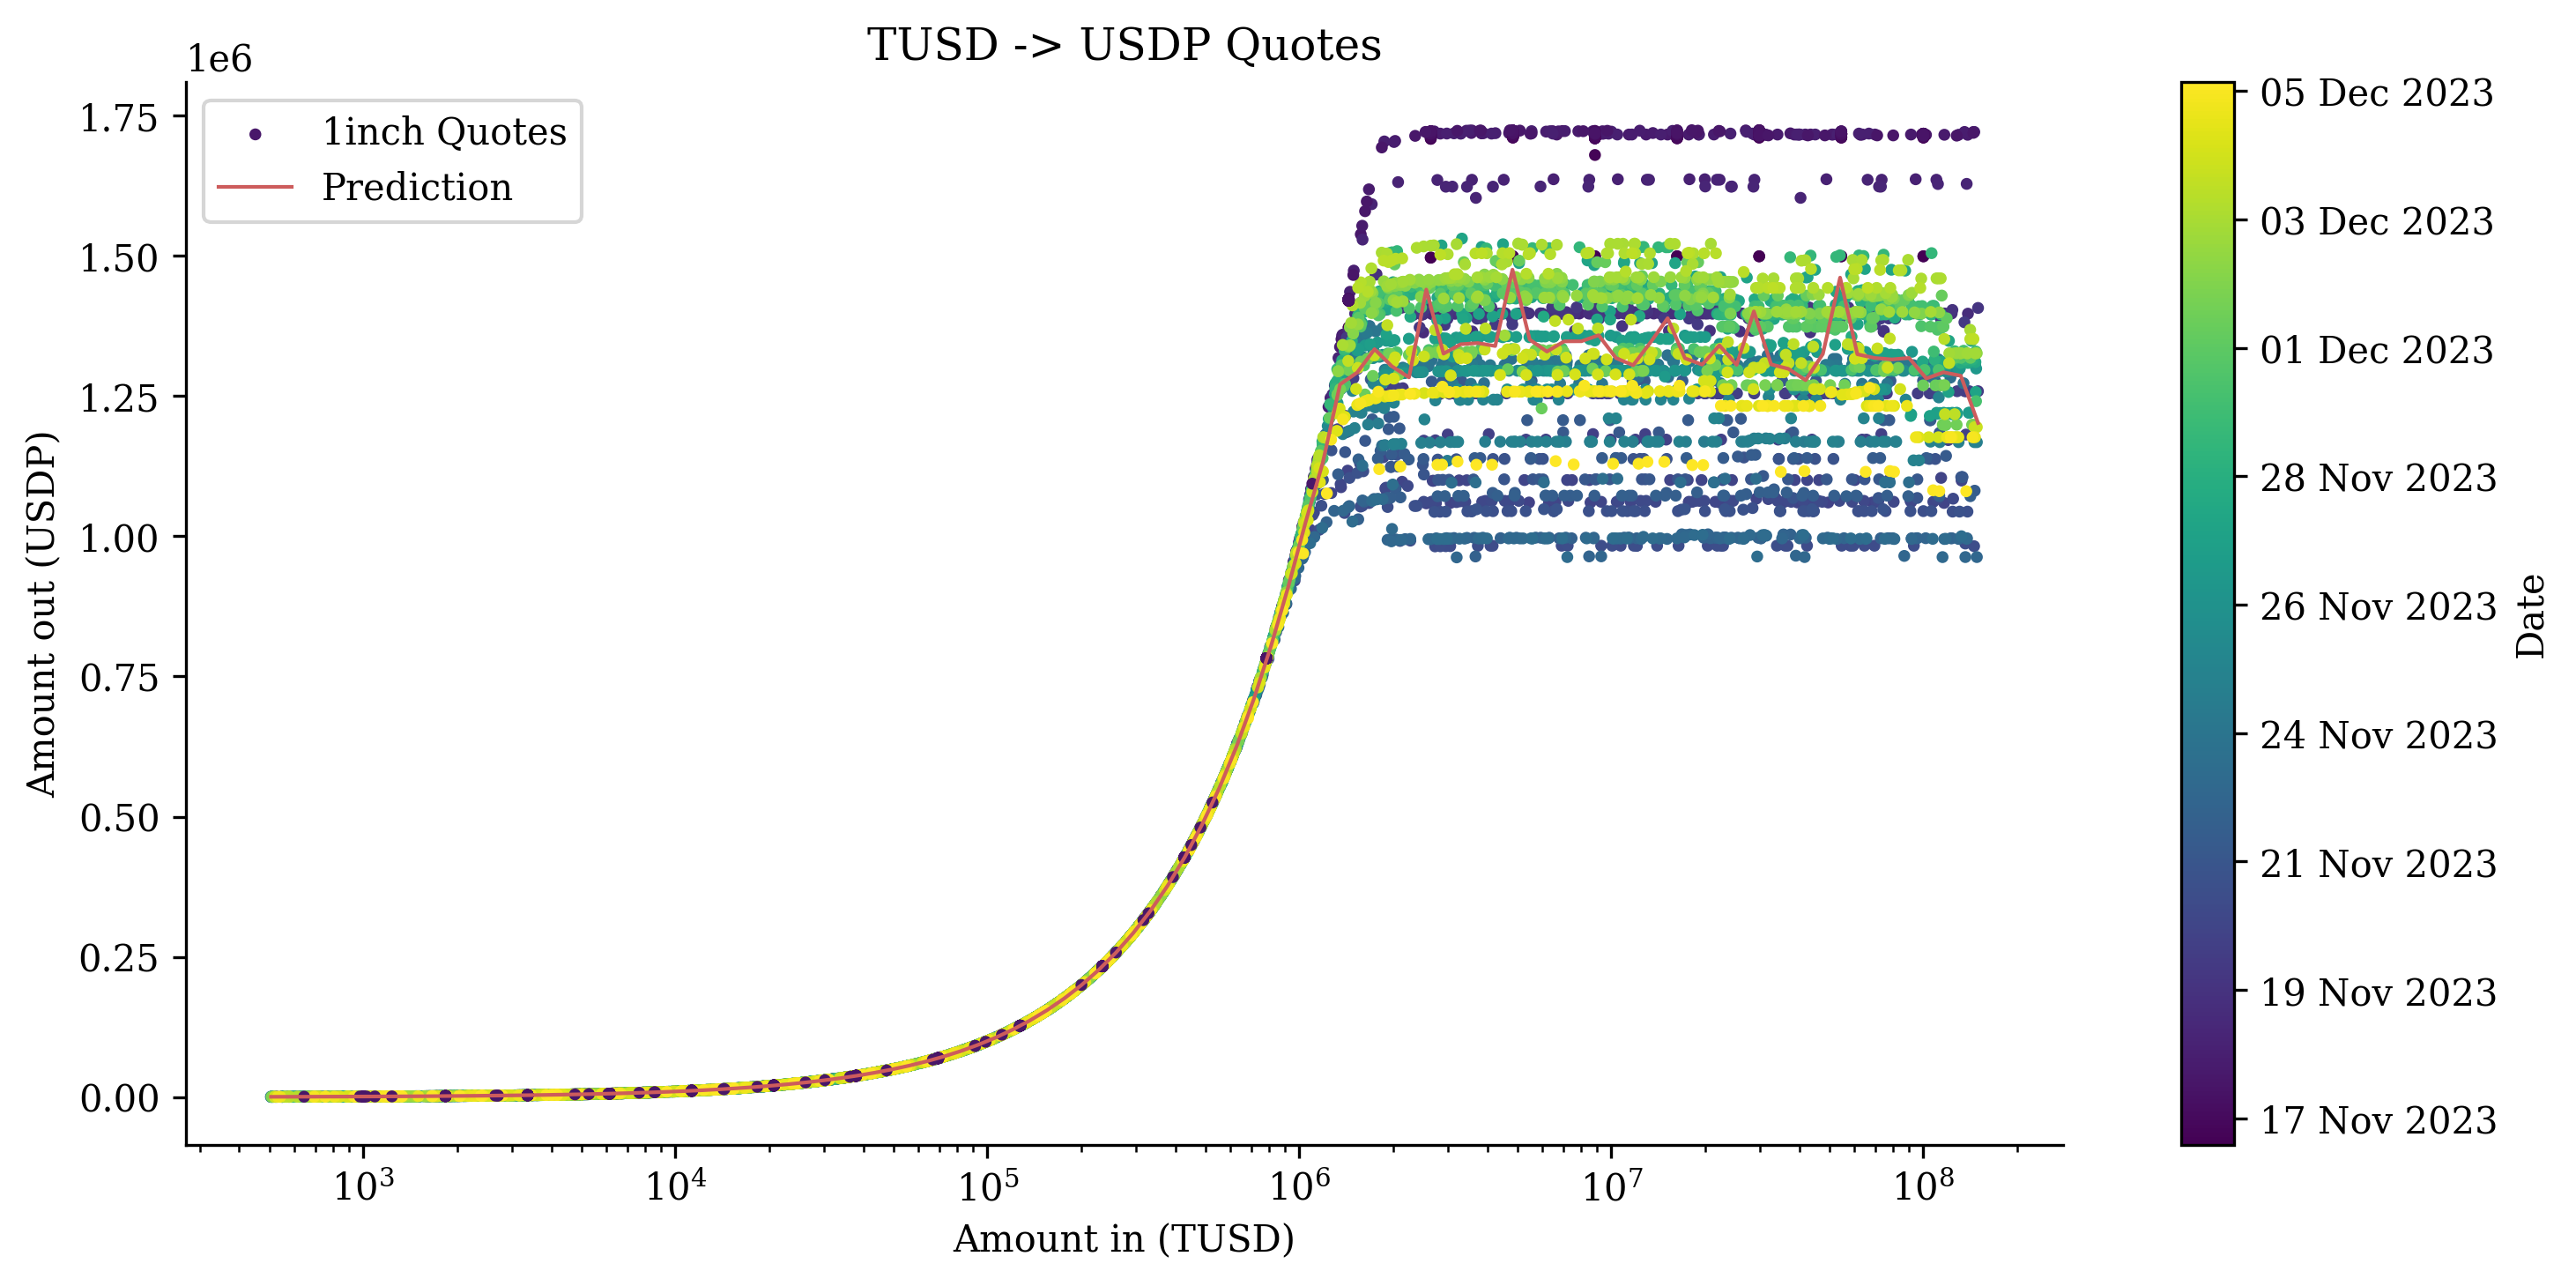 TUSD -> USDP Quotes
1e6
1inch Quotes
Prediction
1.75
1.50
1.25
1.00
0.75
0.50
0.25
0.00
Amount out (USDP)
10³
10⁴
10⁵
10⁶
10⁷
10⁸
Amount in (TUSD)
05 Dec 2023
03 Dec 2023
01 Dec 2023
28 Nov 2023
26 Nov 2023
24 Nov 2023
21 Nov 2023
19 Nov 2023
17 Nov 2023
Date